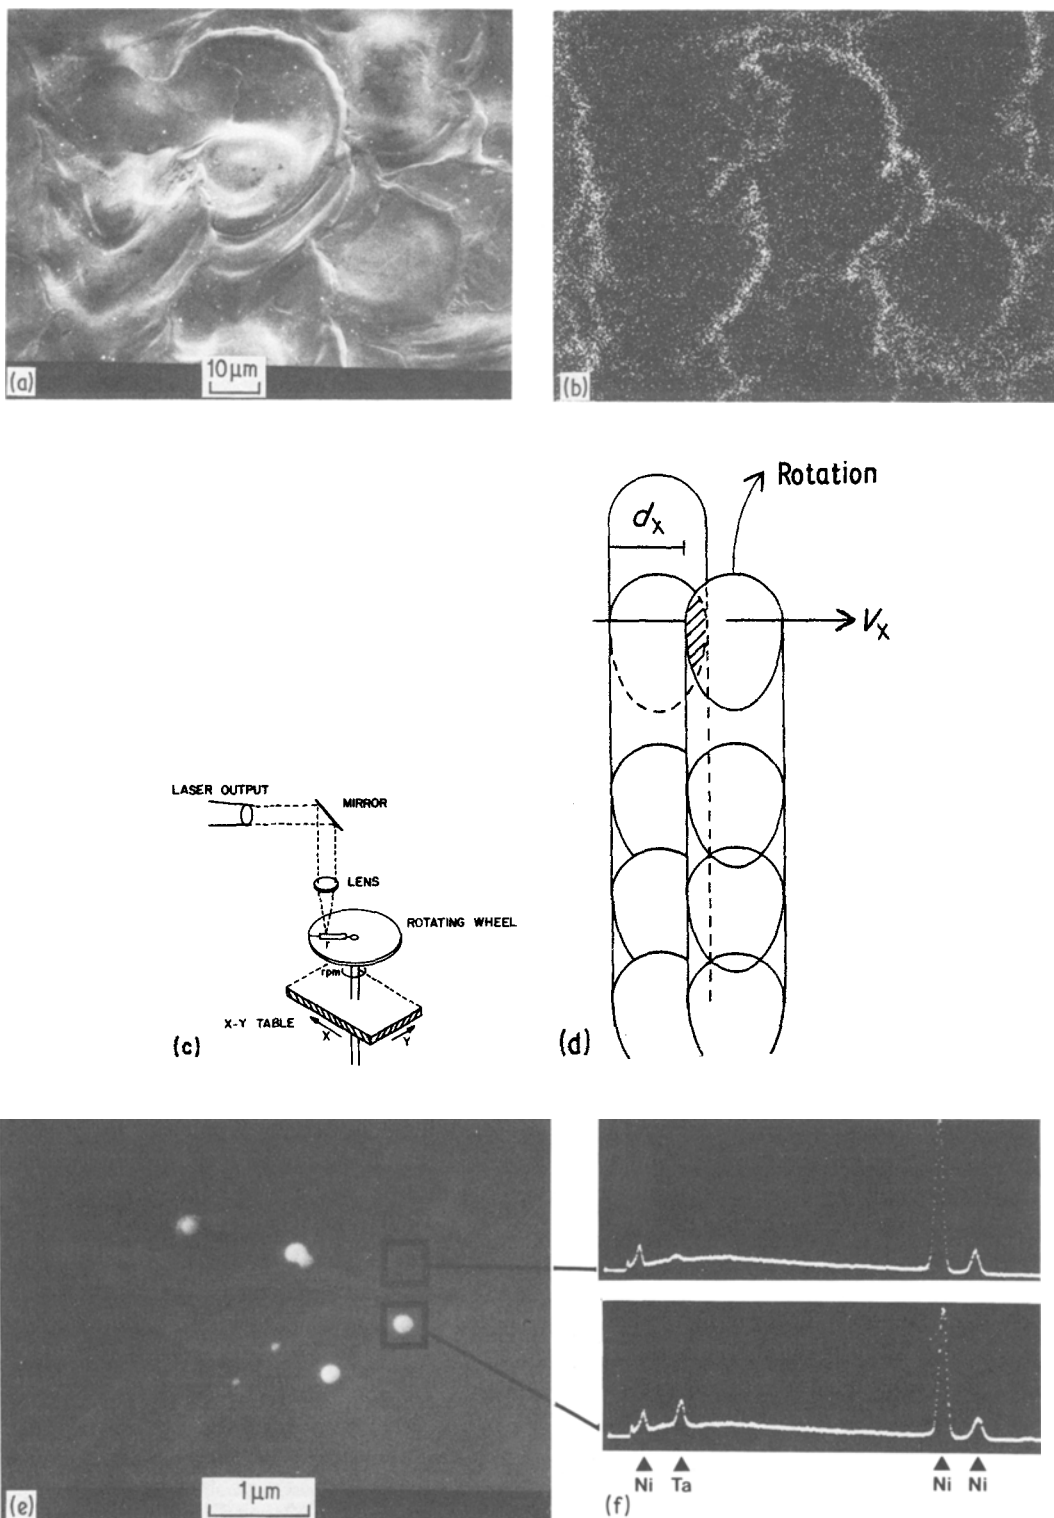 10μm
(a)
(b)
Rotation
dx
Vx
LASER OUTPUT
MIRROR
LENS
ROTATING WHEEL
rpm
X-Y TABLE
X
Y
(c)
(d)
1μm
(e)
Ni Ta Ni Ni
(f)